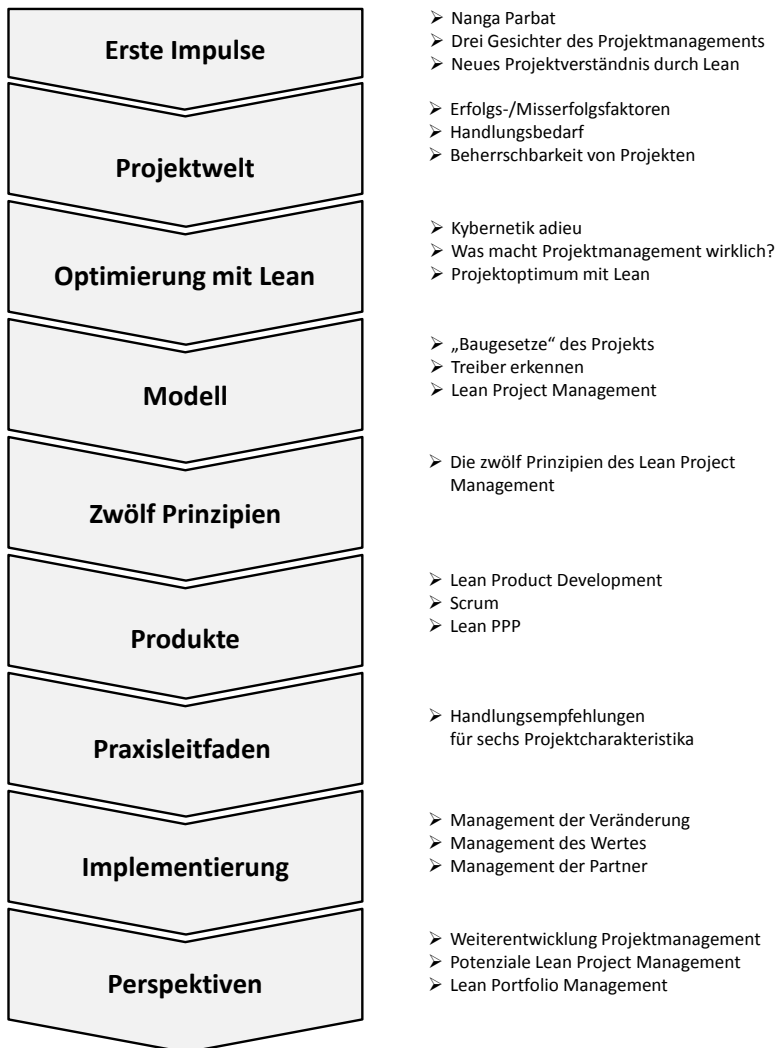 Erste Impulse
➢ Nanga Parbat
➢ Drei Gesichter des Projektmanagements
➢ Neues Projektverständnis durch Lean
Projektwelt
➢ Erfolgs-/Misserfolgsfaktoren
➢ Handlungsbedarf
➢ Beherrschbarkeit von Projekten
Optimierung mit Lean
➢ Kybernetik adieu
➢ Was macht Projektmanagement wirklich?
➢ Projektoptimum mit Lean
Modell
➢ „Baugesetze“ des Projekts
➢ Treiber erkennen
➢ Lean Project Management
Zwölf Prinzipien
➢ Die zwölf Prinzipien des Lean Project
Management
Produkte
➢ Lean Product Development
➢ Scrum
➢ Lean PPP
Praxisleitfaden
➢ Handlungsempfehlungen
für sechs Projektcharakteristika
Implementierung
➢ Management der Veränderung
➢ Management des Wertes
➢ Management der Partner
Perspektiven
➢ Weiterentwicklung Projektmanagement
➢ Potenziale Lean Project Management
➢ Lean Portfolio Management